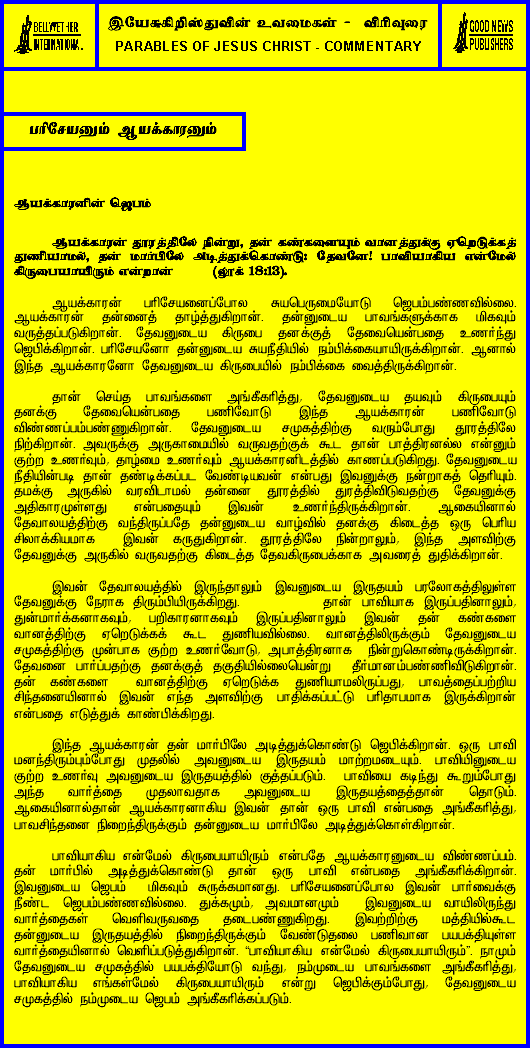 BELLWETHER
INTERNATIONAL
இயேசுகிறிஸ்துவின் உவமைகள் - விரிவுரை
PARABLES OF JESUS CHRIST - COMMENTARY
GOOD NEWS
PUBLISHERS
பரிசேயனும் ஆயக்காரனும்
ஆயக்காரனின் ஜெபம்
ஆயக்காரன் தூரத்திலே நின்று, தன் கண்களையும் வானத்துக்கு ஏறெடுக்கத்
துணியாமல், தன் மார்பிலே அடித்துக்கொண்டு: தேவனே! பாவியாகிய என்மேல்
கிருபையாயிரும் என்றான் (லூக் 18:13).
ஆயக்காரன் பரிசேயனைப்போல சுயபெருமையோடு ஜெபம்பண்ணவில்லை.
ஆயக்காரன் தன்னைத் தாழ்த்துகிறான். தன்னுடைய பாவங்களுக்காக மிகவும்
வருத்தப்படுகிறான். தேவனுடைய கிருபை தனக்குத் தேவையென்பதை உணர்ந்து
ஜெபிக்கிறான். பரிசேயனோ தன்னுடைய சுயநீதியில் நம்பிக்கையாயிருக்கிறான். ஆனால்
இந்த ஆயக்காரனோ தேவனுடைய கிருபையில் நம்பிக்கை வைத்திருக்கிறான்.
தான் செய்த பாவங்களை அங்கீகரித்து, தேவனுடைய தயவும் கிருபையும்
தனக்கு தேவையென்பதை பணிவோடு இந்த ஆயக்காரன் பணிவோடு
விண்ணப்பம்பண்ணுகிறான். தேவனுடைய சமுகத்திற்கு வரும்போது தூரத்திலே
நிற்கிறான். அவருக்கு அருகாமையில் வருவதற்குக் கூட தான் பாத்திரனல்ல என்னும்
குற்ற உணர்வும், தாழ்மை உணர்வும் ஆயக்காரனிடத்தில் காணப்படுகிறது. தேவனுடைய
நீதியின்படி தான் தண்டிக்கப்பட வேண்டியவன் என்பது இவனுக்கு நன்றாகத் தெரியும்.
தமக்கு அருகில் வரவிடாமல் தன்னை தூரத்தில் துரத்திவிடுவதற்கு தேவனுக்கு
அதிகாரமுள்ளது என்பதையும் இவன் உணர்ந்திருக்கிறான். ஆகையினால்
தேவாலயத்திற்கு வந்திருப்பதே தன்னுடைய வாழ்வில் தனக்கு கிடைத்த ஒரு பெரிய
சிலாக்கியமாக இவன் கருதுகிறான். தூரத்திலே நின்றாலும், இந்த அளவிற்கு
தேவனுக்கு அருகில் வருவதற்கு கிடைத்த தேவகிருபைக்காக அவரைத் துதிக்கிறான்.
இவன் தேவாலயத்தில் இருந்தாலும் இவனுடைய இருதயம் பரலோகத்திலுள்ள
தேவனுக்கு நேராக திரும்பியிருக்கிறது. தான் பாவியாக இருப்பதினாலும்,
துன்மார்க்கனாகவும், பறிகாரனாகவும் இருப்பதினாலும் இவன் தன் கண்களை
வானத்திற்கு ஏறெடுக்கக் கூட துணியவில்லை. வானத்திலிருக்கும் தேவனுடைய
சமுகத்திற்கு முன்பாக குற்ற உணர்வோடு, அபாத்திரனாக நின்றுகொண்டிருக்கிறான்.
தேவனை பார்ப்பதற்கு தனக்குத் தகுதியில்லையென்று தீர்மானம்பண்ணிவிடுகிறான்.
தன் கண்களை வானத்திற்கு ஏறெடுக்க துணியாமலிருப்பது, பாவத்தைப்பற்றிய
சிந்தனையினால் இவன் எந்த அளவிற்கு பாதிக்கப்பட்டு பரிதாபமாக இருக்கிறான்
என்பதை எடுத்துக் காண்பிக்கிறது.
இந்த ஆயக்காரன் தன் மார்பிலே அடித்துக்கொண்டு ஜெபிக்கிறான். ஒரு பாவி
மனந்திரும்பும்போது முதலில் அவனுடைய இருதயம் மாற்றமடையும். பாவியினுடைய
குற்ற உணர்வு அவனுடைய இருதயத்தில் குத்தப்படும். பாவியை கடிந்து கூறும்போது
அந்த வார்த்தை முதலாவதாக அவனுடைய இருதயத்தைத்தான் தொடும்.
ஆகையினால்தான் ஆயக்காரனாகிய இவன் தான் ஒரு பாவி என்பதை அங்கீகரித்து,
பாவசிந்தனை நிறைந்திருக்கும் தன்னுடைய மார்பிலே அடித்துக்கொள்கிறான்.
பாவியாகிய என்மேல் கிருபையாயிரும் என்பதே ஆயக்காரனுடைய விண்ணப்பம்.
தன் மார்பில் அடித்துக்கொண்டு தான் ஒரு பாவி என்பதை அங்கீகரிக்கிறான்.
இவனுடைய ஜெபம் மிகவும் சுருக்கமானது. பரிசேயனைப்போல இவன் பார்வைக்கு
நீண்ட ஜெபம்பண்ணவில்லை. துக்கமும், அவமானமும் இவனுடைய வாயிலிருந்து
வார்த்தைகள் வெளிவருவதை தடைபண்ணுகிறது. இவற்றிற்கு மத்தியில்கூட
தன்னுடைய இருதயத்தில் நிறைந்திருக்கும் வேண்டுதலை பணிவான பயபக்தியுள்ள
வார்த்தையினால் வெளிப்படுத்துகிறான். “பாவியாகிய என்மேல் கிருபையாயிரும்”. நாமும்
தேவனுடைய சமுகத்தில் பயபக்தியோடு வந்து, நம்முடைய பாவங்களை அங்கீகரித்து,
பாவியாகிய எங்கள்மேல் கிருபையாயிரும் என்று ஜெபிக்கும்போது, தேவனுடைய
சமுகத்தில் நம்முடைய ஜெபம் அங்கீகரிக்கப்படும்.